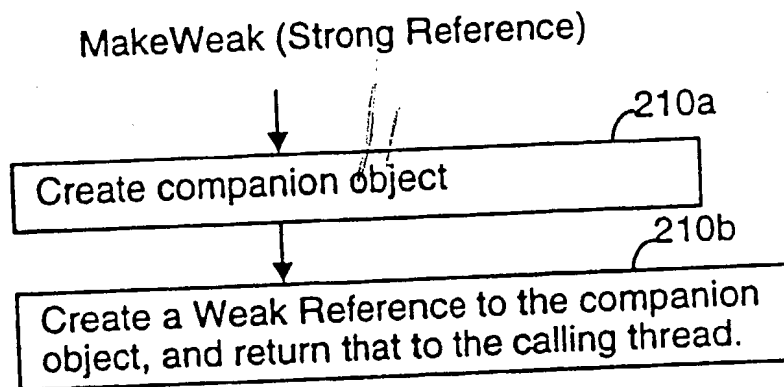 MakeWeak (Strong Reference)
210a
Create companion object
210b
Create a Weak Reference to the companion
object, and return that to the calling thread.